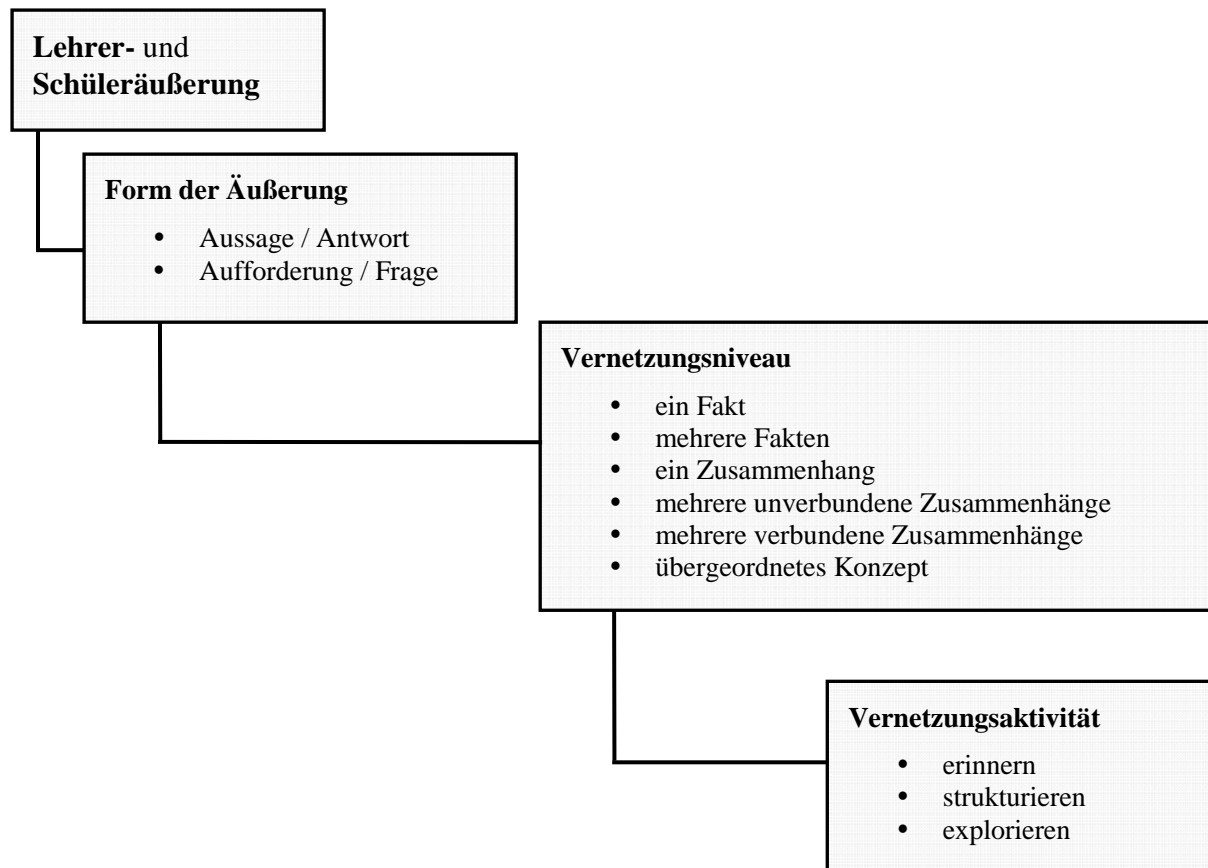 Lehrer- und
Schüleräußerung
Form der Äußerung
• Aussage / Antwort
• Aufforderung / Frage
Vernetzungsniveau
• ein Fakt
• mehrere Fakten
• ein Zusammenhang
• mehrere unverbundene Zusammenhänge
• mehrere verbundene Zusammenhänge
• übergeordnetes Konzept
Vernetzungsaktivität
• erinnern
• strukturieren
• explorieren